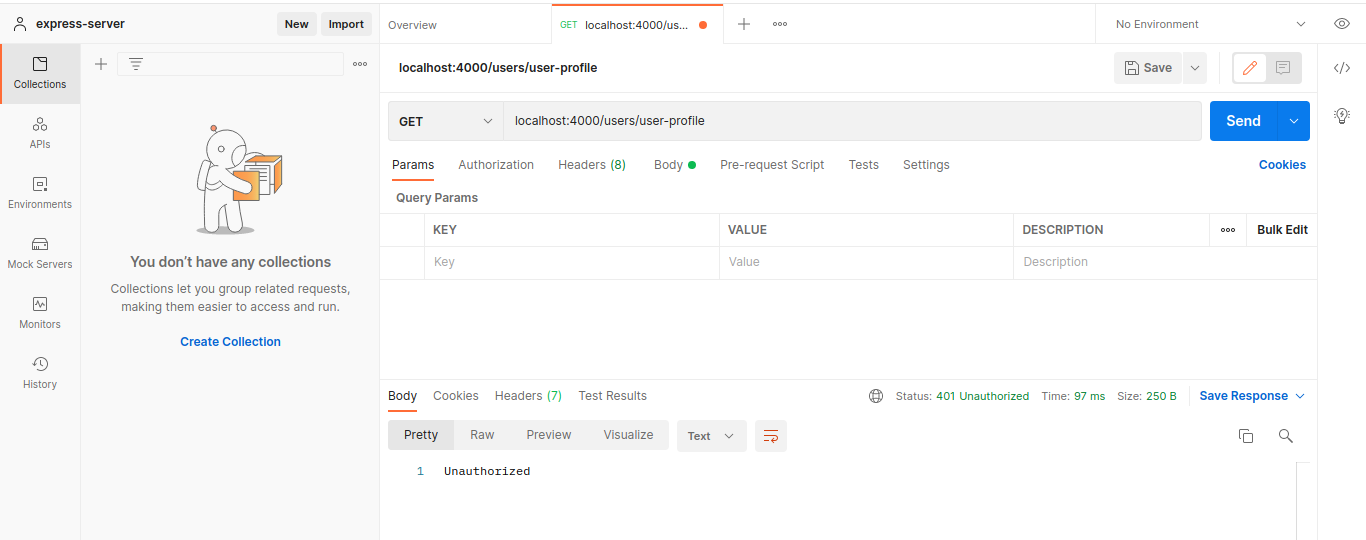 express-server
New
Import
Overview
GET localhost:4000/us...
No Environment
Collections
APIs
Environments
Mock Servers
Monitors
History
You don't have any collections
Collections let you group related requests,
making them easier to access and run.
Create Collection
localhost:4000/users/user-profile
Save
GET
localhost:4000/users/user-profile
Send
Params
Authorization
Headers (8)
Body
Pre-request Script
Tests
Settings
Cookies
Query Params
KEY
VALUE
DESCRIPTION
Bulk Edit
Key
Value
Description
Body
Cookies
Headers (7)
Test Results
Status: 401 Unauthorized
Time: 97 ms
Size: 250 B
Save Response
Pretty
Raw
Preview
Visualize
Text
1 Unauthorized